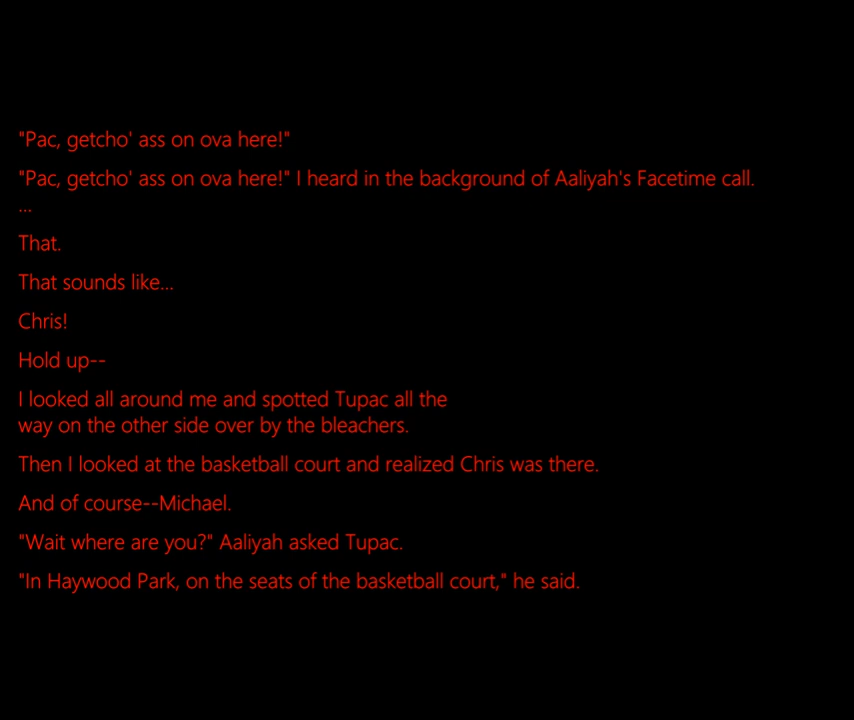 "Pac, getcho' ass on ova here!"
"Pac, getcho' ass on ova here!" I heard in the background of Aaliyah's Facetime call.
...
That.
That sounds like...
Chris!
Hold up--
I looked all around me and spotted Tupac all the
way on the other side over by the bleachers.
Then I looked at the basketball court and realized Chris was there.
And of course--Michael.
"Wait where are you?" Aaliyah asked Tupac.
"In Haywood Park, on the seats of the basketball court," he said.